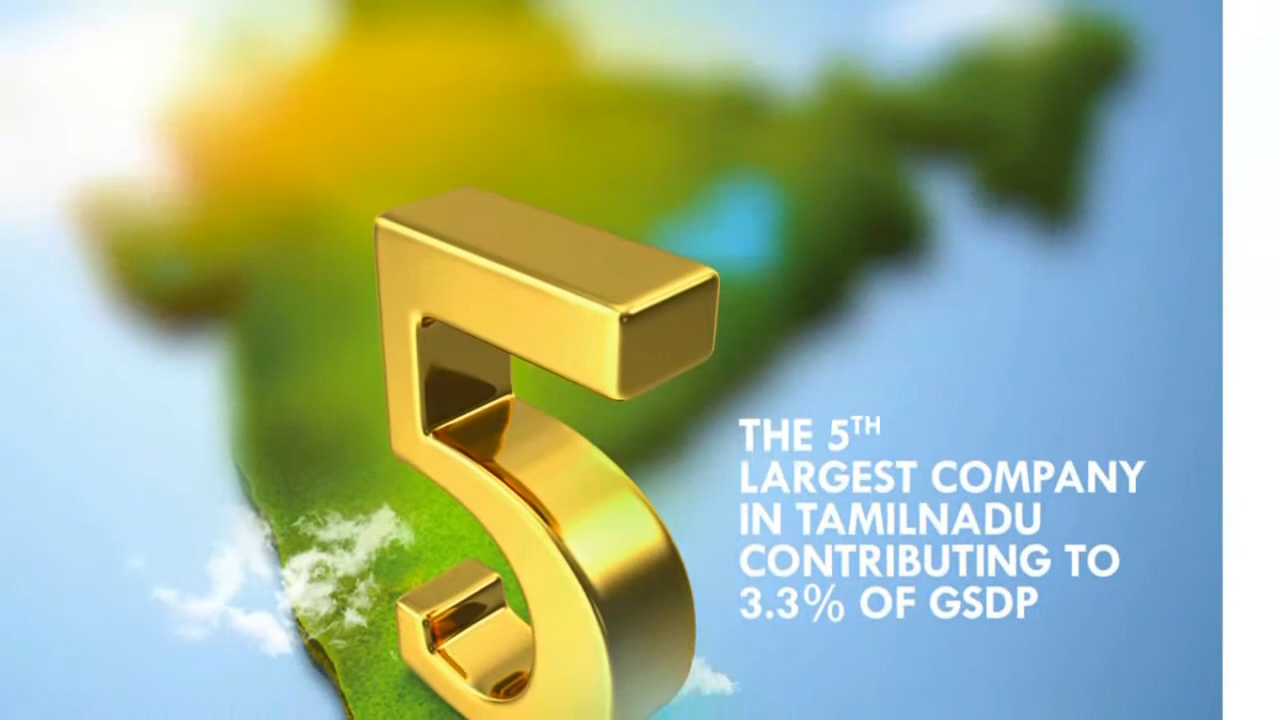 THE 5TH
LARGEST COMPANY
IN TAMILNADU
CONTRIBUTING TO
3.3% OF GSDP